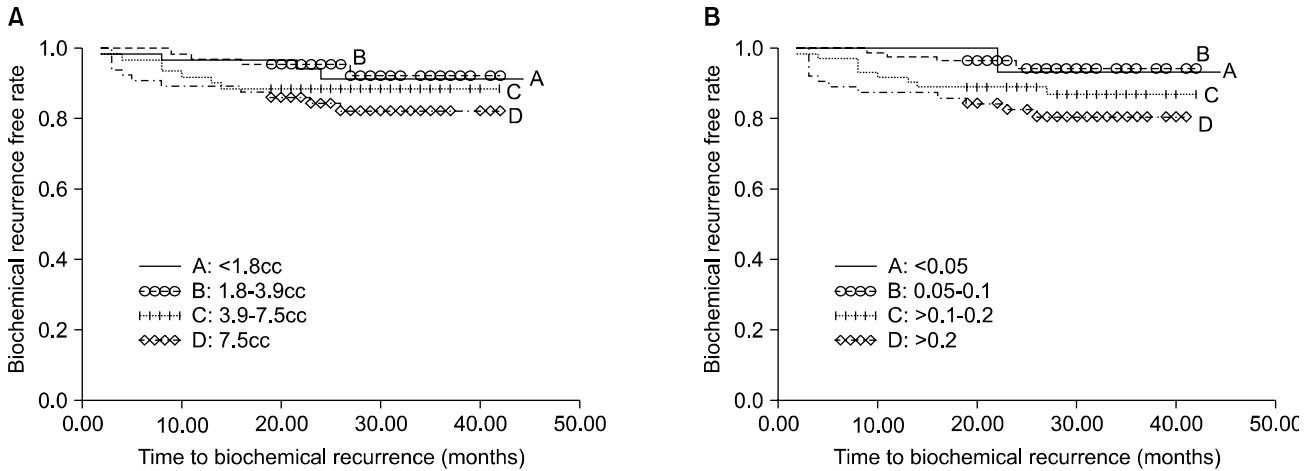 A
Biochemical recurrence free rate
1.0
0.8
0.6
0.4
0.2
0.0
B
A
C
D
A: <1.8cc
B: 1.8-3.9cc
C: 3.9-7.5cc
D: 7.5cc
0.00 10.00 20.00 30.00 40.00 50.00
Time to biochemical recurrence (months)
B
Biochemical recurrence free rate
1.0
0.8
0.6
0.4
0.2
0.0
B
A
C
D
A: <0.05
B: 0.05-0.1
C: >0.1-0.2
D: >0.2
0.00 10.00 20.00 30.00 40.00 50.00
Time to biochemical recurrence (months)